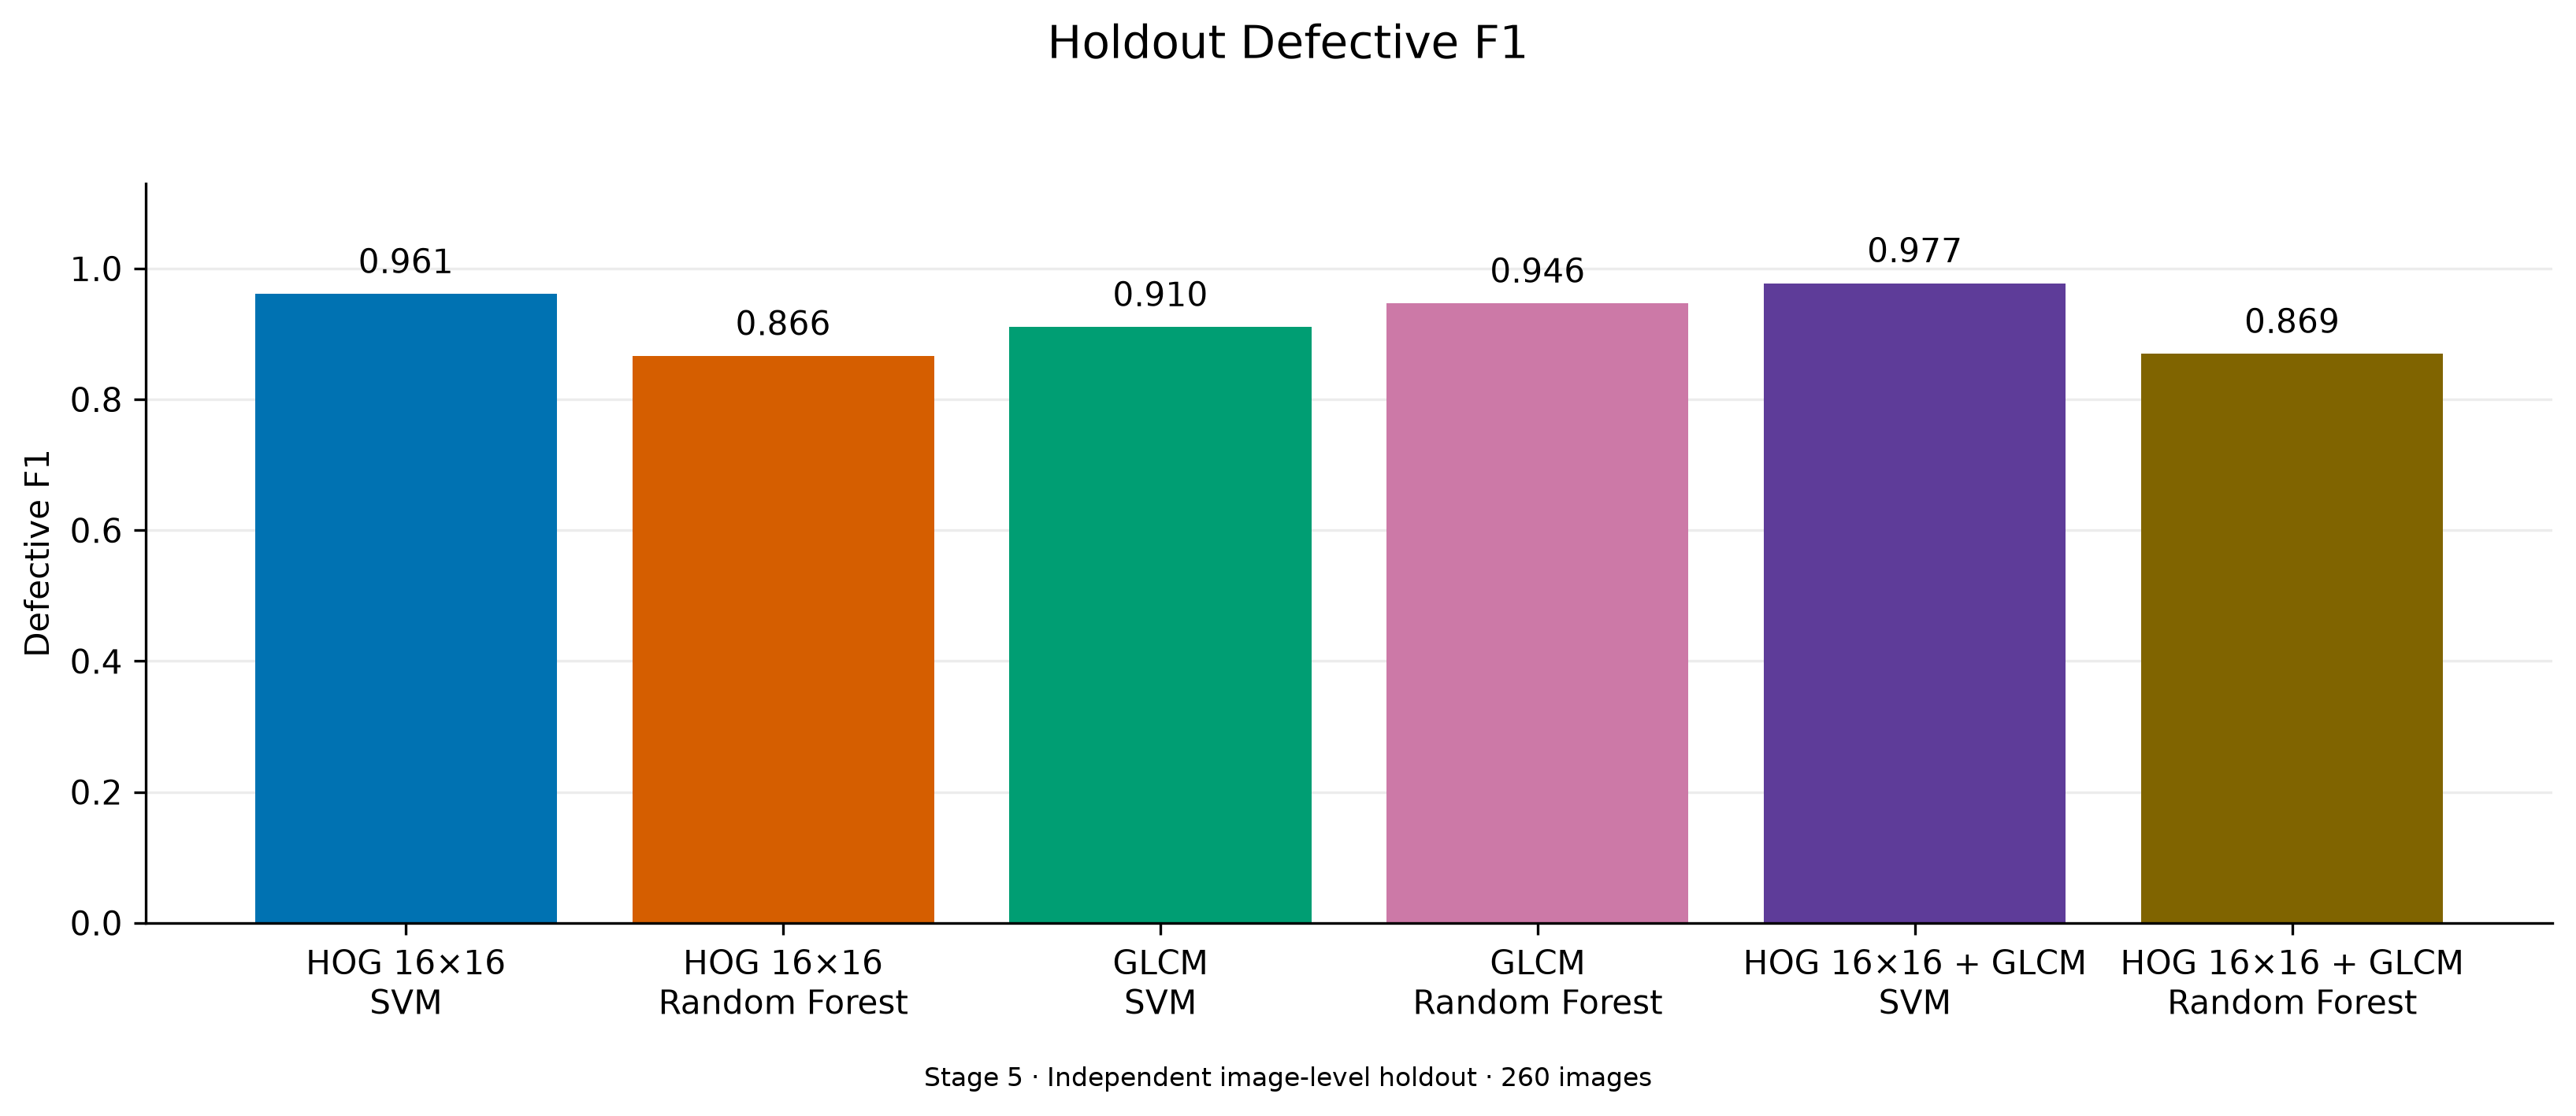 Holdout Defective F1
Defective F1
1.0
0.8
0.6
0.4
0.2
0.0
0.961
0.866
0.910
0.946
0.977
0.869
HOG 16×16
SVM
HOG 16×16
Random Forest
GLCM
SVM
GLCM
Random Forest
HOG 16×16 + GLCM
SVM
HOG 16×16 + GLCM
Random Forest
Stage 5 · Independent image-level holdout · 260 images